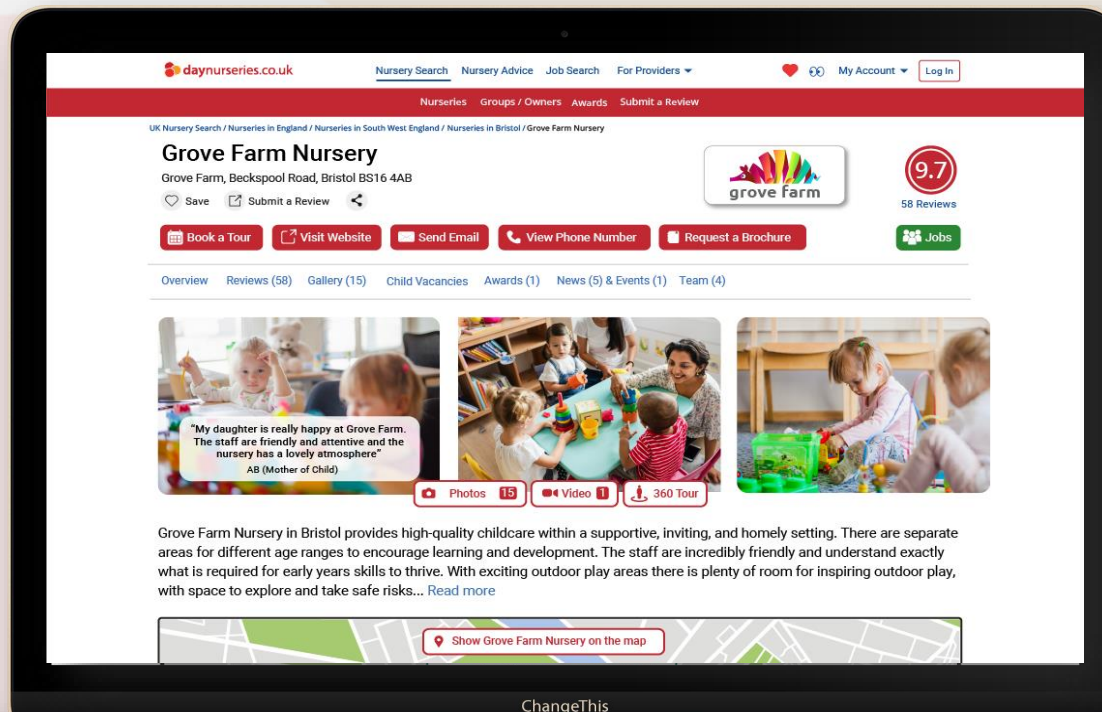 daynurseries.co.uk
Nursery Search Nursery Advice Job Search For Providers My Account Log In
Nurseries Groups / Owners Awards Submit a Review
UK Nursery Search / Nurseries in England / Nurseries in South West England / Nurseries in Bristol / Grove Farm Nursery
Grove Farm Nursery
Grove Farm, Beckspool Road, Bristol BS16 4AB
Save Submit a Review
grove farm
9.7
58 Reviews
Book a Tour Visit Website Send Email View Phone Number Request a Brochure Jobs
Overview Reviews (58) Gallery (15) Child Vacancies Awards (1) News (5) & Events (1) Team (4)
“My daughter is really happy at Grove Farm.
The staff are friendly and attentive and the
nursery has a lovely atmosphere”
AB (Mother of Child)
Photos 15 Video 1 360 Tour
Grove Farm Nursery in Bristol provides high-quality childcare within a supportive, inviting, and homely setting. There are separate
areas for different age ranges to encourage learning and development. The staff are incredibly friendly and understand exactly
what is required for early years skills to thrive. With exciting outdoor play areas there is plenty of room for inspiring outdoor play,
with space to explore and take safe risks... Read more
Show Grove Farm Nursery on the map
ChangeThis